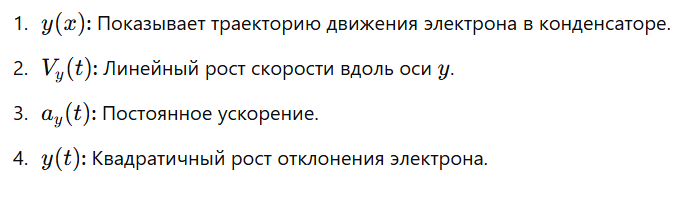 1. y(x): Показывает траекторию движения электрона в конденсаторе.
2. V_y(t): Линейный рост скорости вдоль оси y.
3. a_y(t): Постоянное ускорение.
4. y(t): Квадратичный рост отклонения электрона.